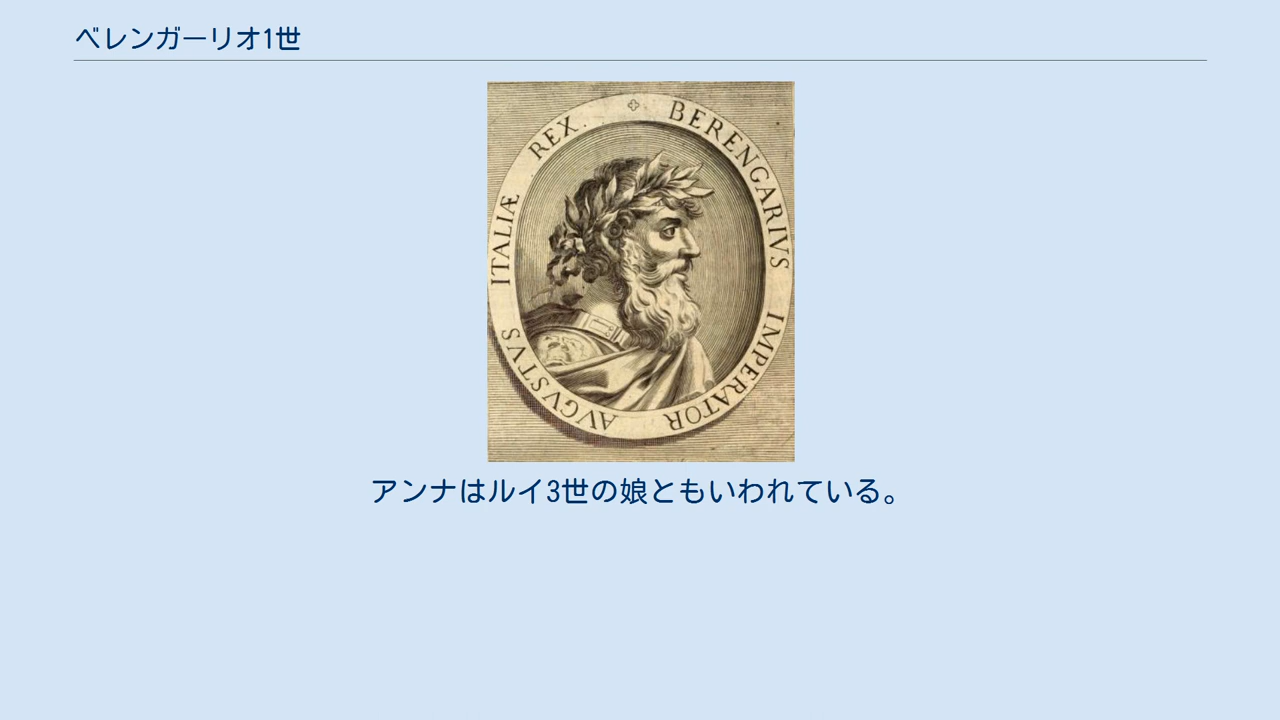 ベレンガーリオ1世
BERENGARIVS IMPERATOR AVGVSTVS ITALIÆ REX.
アンナはルイ3世の娘ともいわれている。